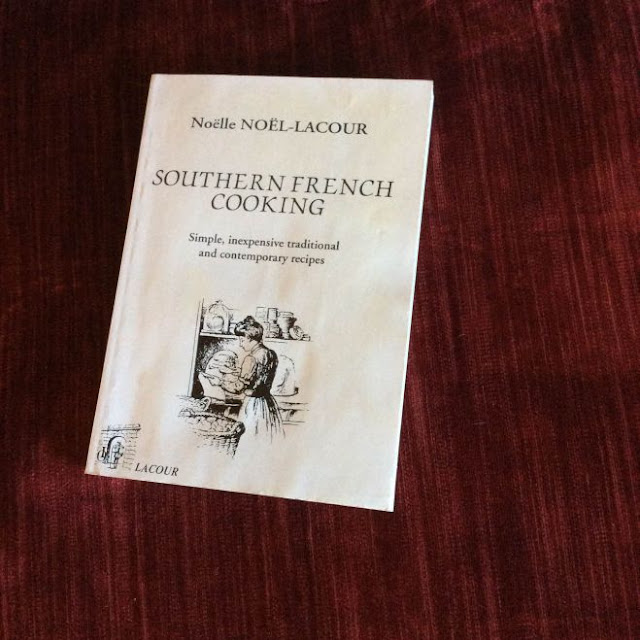 Noëlle NOËL-LACOUR
SOUTHERN FRENCH
COOKING
Simple, inexpensive traditional
and contemporary recipes
LACOUR